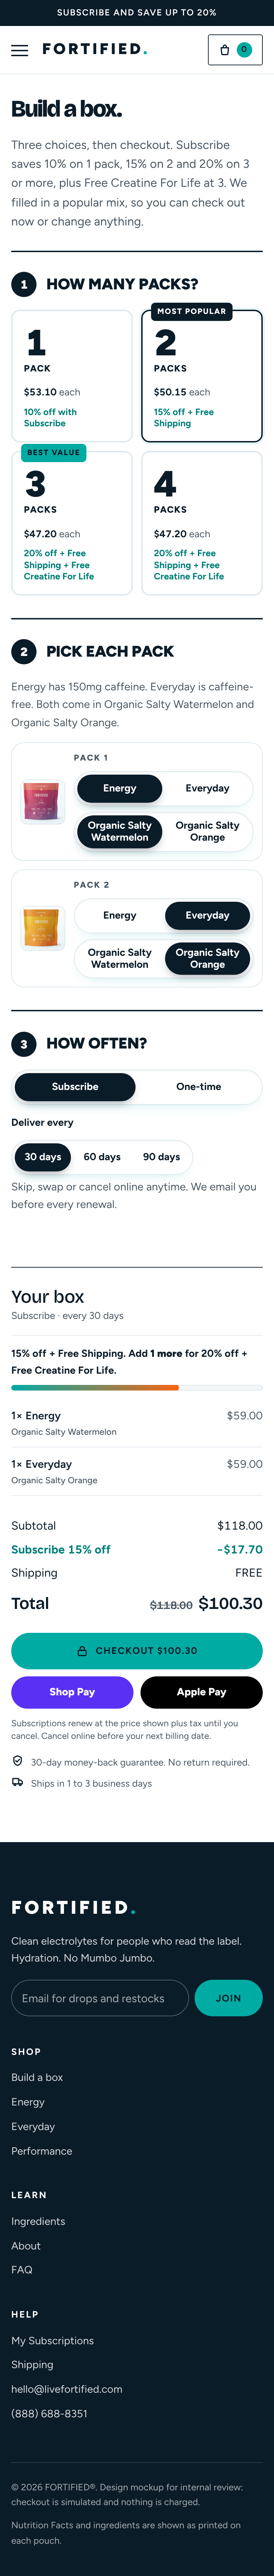 SUBSCRIBE AND SAVE UP TO 20%
FORTIFIED.
0
Build a box.
Three choices, then checkout. Subscribe
saves 10% on 1 pack, 15% on 2 and 20% on 3
or more, plus Free Creatine For Life at 3. We
filled in a popular mix, so you can check out
now or change anything.
1 HOW MANY PACKS?
1
PACK
$53.10 each
10% off with
Subscribe
MOST POPULAR
2
PACKS
$50.15 each
15% off + Free
Shipping
BEST VALUE
3
PACKS
$47.20 each
20% off + Free
Shipping + Free
Creatine For Life
4
PACKS
$47.20 each
20% off + Free
Shipping + Free
Creatine For Life
2 PICK EACH PACK
Energy has 150mg caffeine. Everyday is caffeine-
free. Both come in Organic Salty Watermelon and
Organic Salty Orange.
PACK 1
FORTIFIED
Energy Everyday
Organic Salty Organic Salty
Watermelon Orange
PACK 2
FORTIFIED
Energy Everyday
Organic Salty Organic Salty
Watermelon Orange
3 HOW OFTEN?
Subscribe One-time
Deliver every
30 days 60 days 90 days
Skip, swap or cancel online anytime. We email you
before every renewal.
Your box
Subscribe · every 30 days
15% off + Free Shipping. Add 1 more for 20% off +
Free Creatine For Life.
1× Energy $59.00
Organic Salty Watermelon
1× Everyday $59.00
Organic Salty Orange
Subtotal $118.00
Subscribe 15% off -$17.70
Shipping FREE
Total $118.00 $100.30
CHECKOUT $100.30
Shop Pay Apple Pay
Subscriptions renew at the price shown plus tax until you
cancel. Cancel online before your next billing date.
30-day money-back guarantee. No return required.
Ships in 1 to 3 business days
FORTIFIED.
Clean electrolytes for people who read the label.
Hydration. No Mumbo Jumbo.
Email for drops and restocks JOIN
SHOP
Build a box
Energy
Everyday
Performance
LEARN
Ingredients
About
FAQ
HELP
My Subscriptions
Shipping
hello@livefortified.com
(888) 688-8351
© 2026 FORTIFIED®. Design mockup for internal review:
checkout is simulated and nothing is charged.
Nutrition Facts and ingredients are shown as printed on
each pouch.